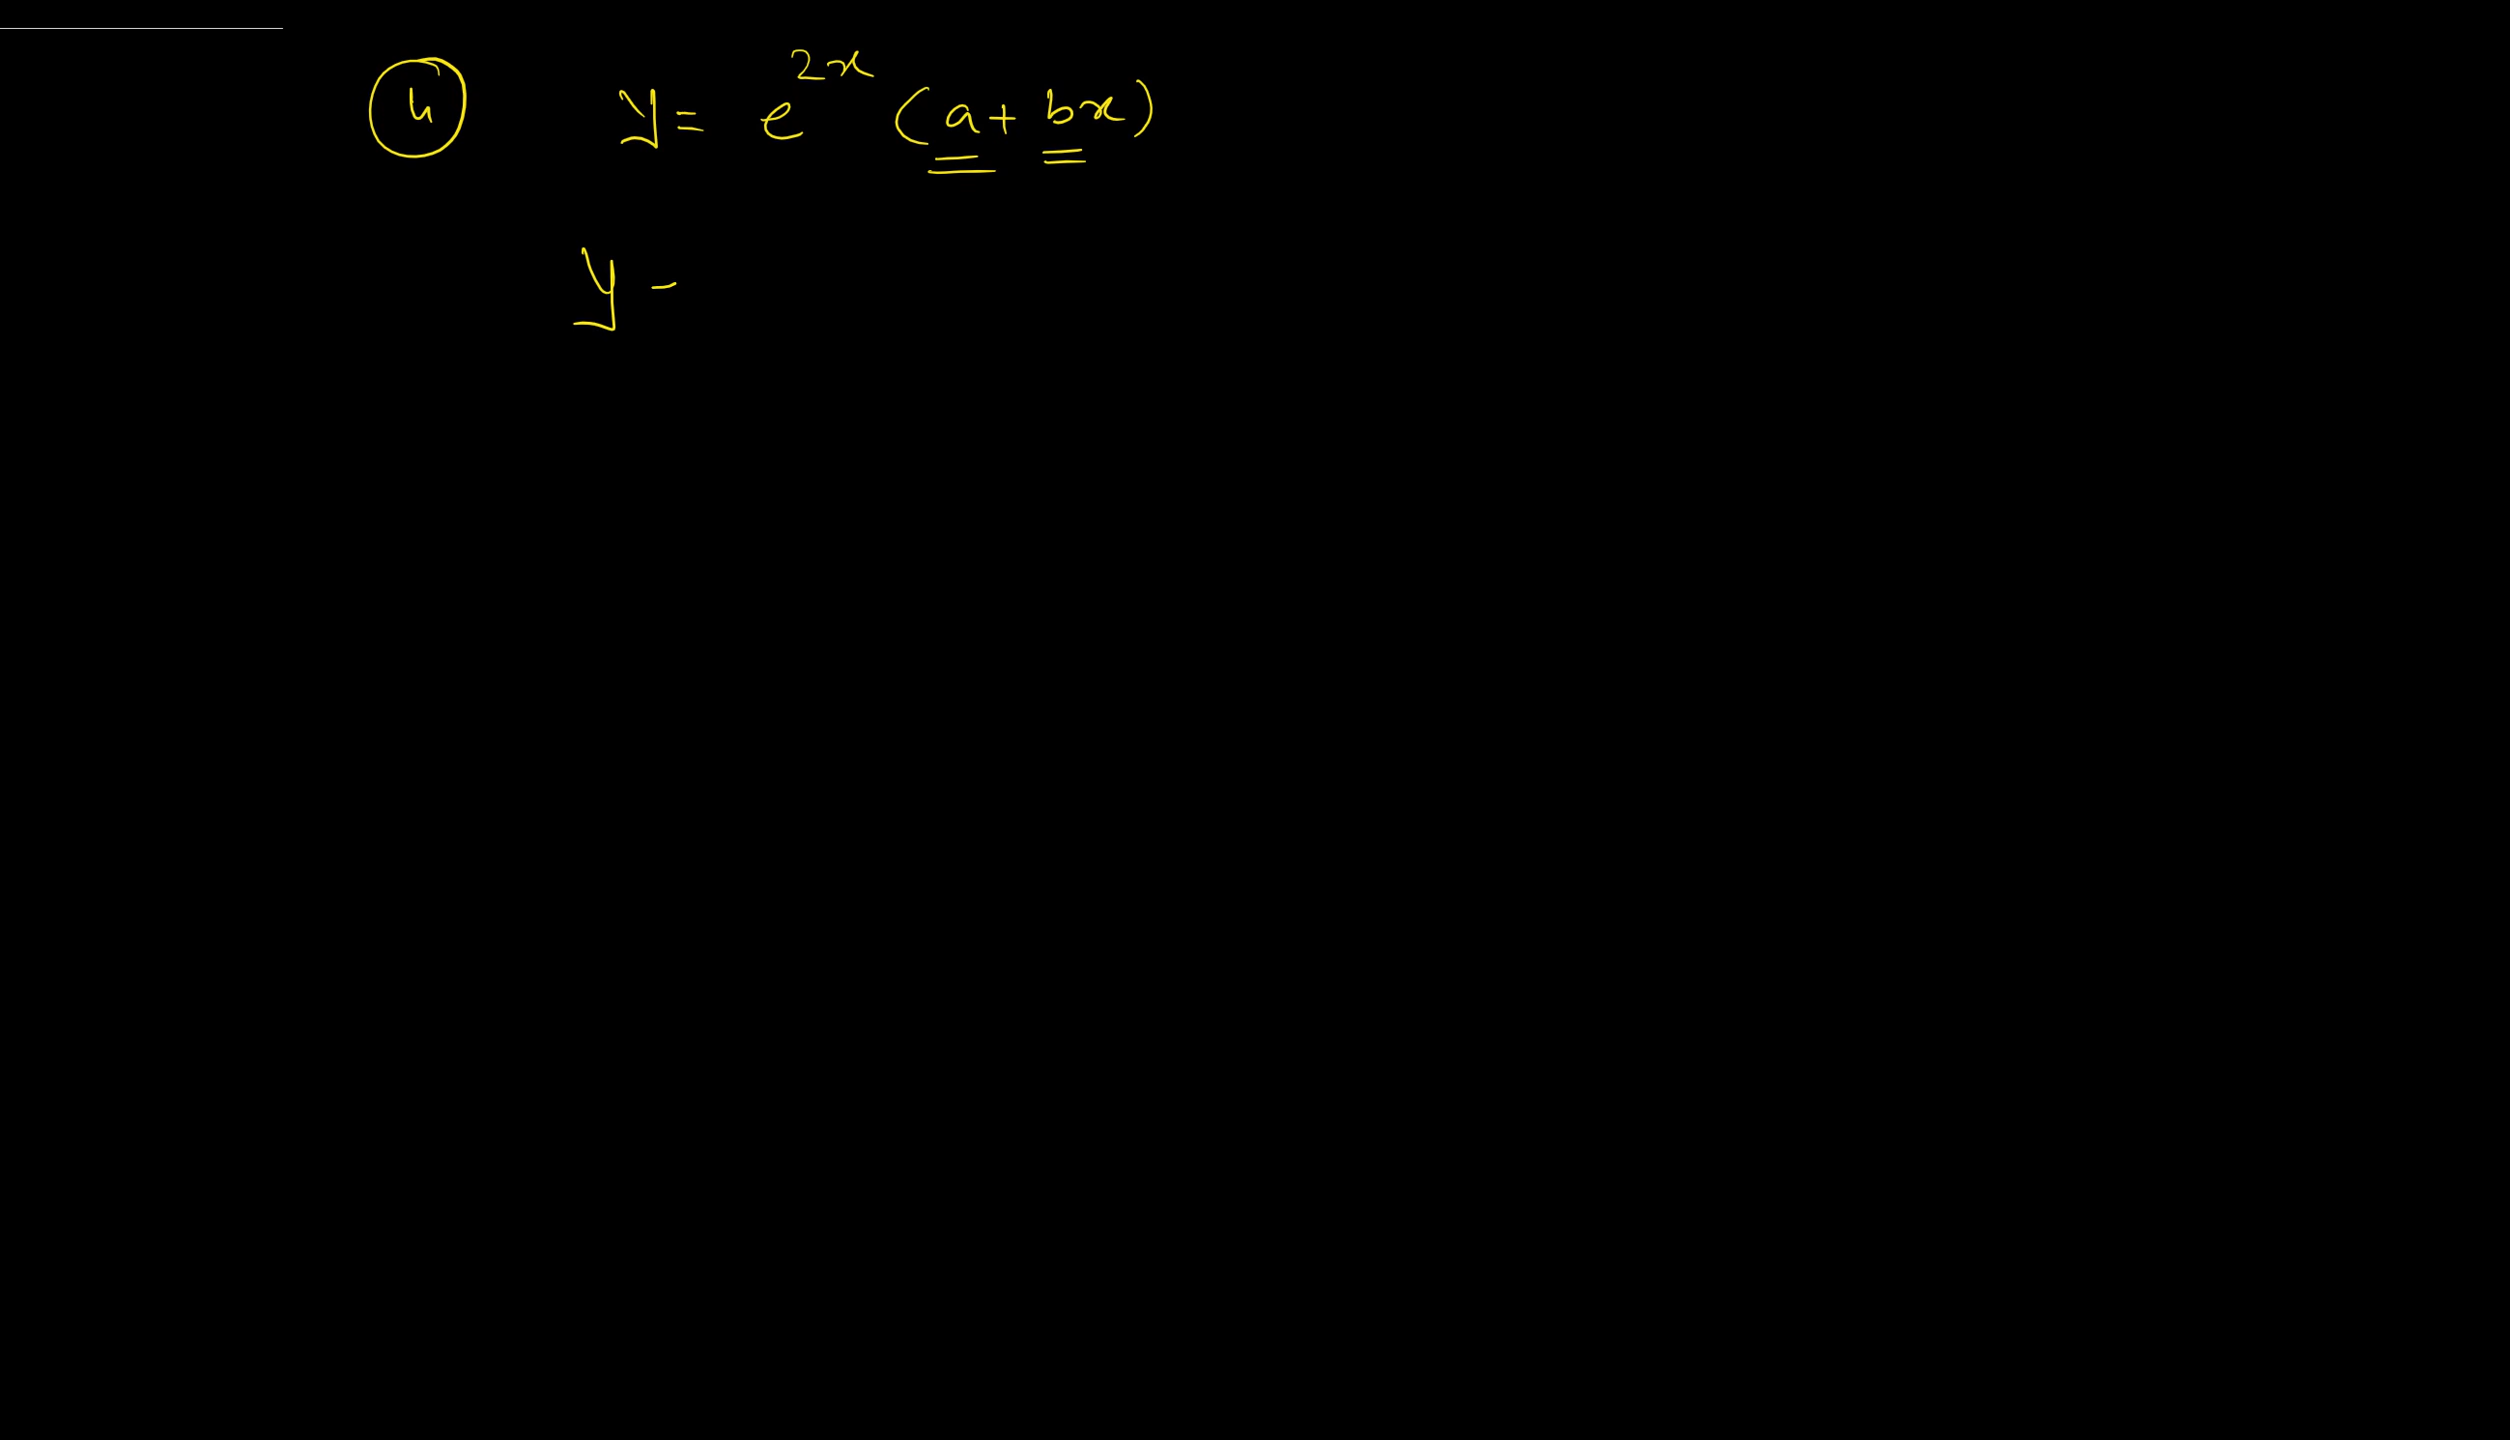 4 y = e^{2x} (a + bx)
y -